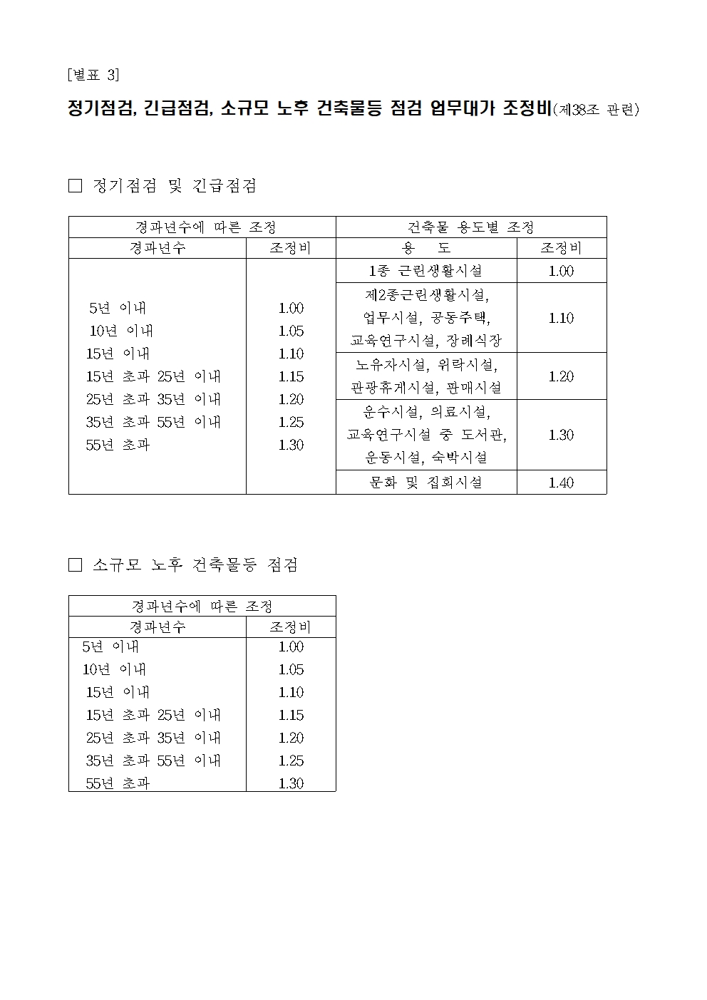 [별표 3]
정기점검, 긴급점검, 소규모 노후 건축물등 점검 업무대가 조정비(제38조 관련)
□ 정기점검 및 긴급점검
경과년수에 따른 조정 건축물 용도별 조정
경과년수 조정비 용 도 조정비
5년 이내 1.00
10년 이내 1.05
15년 이내 1.10
15년 초과 25년 이내 1.15
25년 초과 35년 이내 1.20
35년 초과 55년 이내 1.25
55년 초과 1.30
1종 근린생활시설 1.00
제2종근린생활시설,
업무시설, 공동주택, 1.10
교육연구시설, 장례식장
노유자시설, 위락시설,
관광휴게시설, 판매시설 1.20
운수시설, 의료시설,
교육연구시설 중 도서관, 1.30
운동시설, 숙박시설
문화 및 집회시설 1.40
□ 소규모 노후 건축물등 점검
경과년수에 따른 조정
경과년수 조정비
5년 이내 1.00
10년 이내 1.05
15년 이내 1.10
15년 초과 25년 이내 1.15
25년 초과 35년 이내 1.20
35년 초과 55년 이내 1.25
55년 초과 1.30